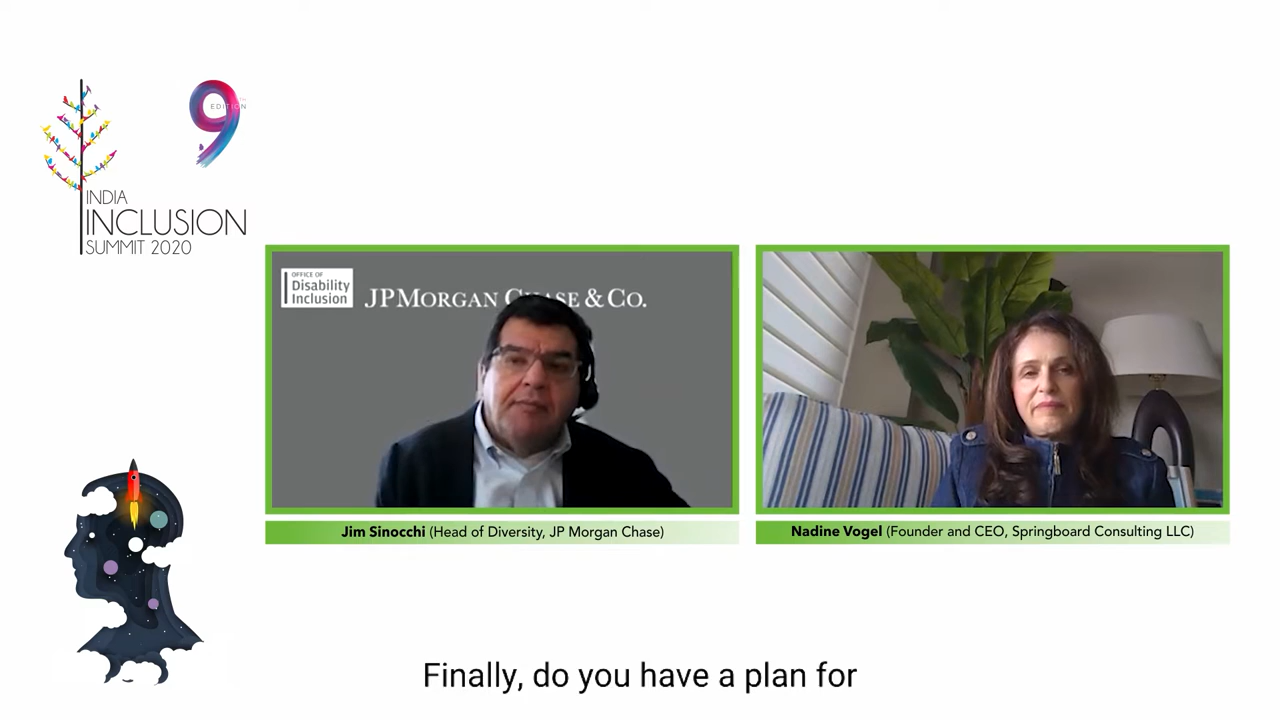 9
EDITION
INDIA
INCLUSION
SUMMIT 2020
OFFICE OF
Disability
Inclusion
JPMORGAN CHASE & CO.
Jim Sinocchi (Head of Diversity, JP Morgan Chase)
Nadine Vogel (Founder and CEO, Springboard Consulting LLC)
Finally, do you have a plan for